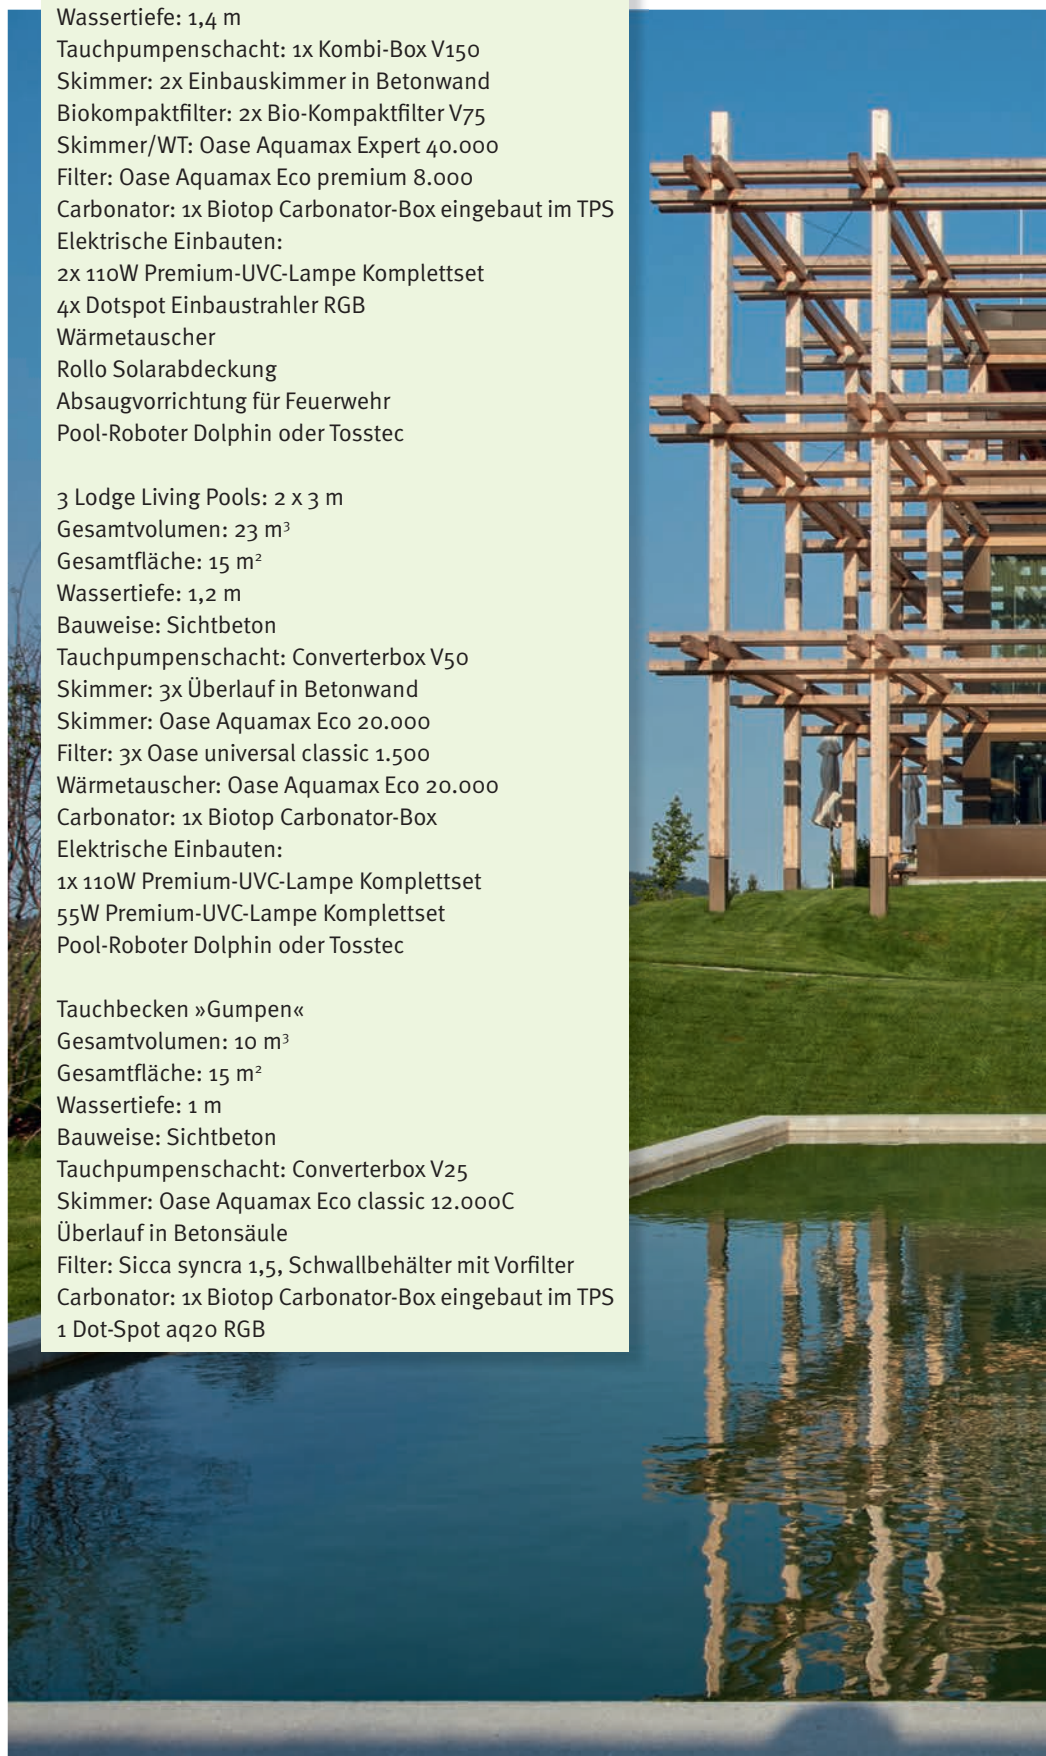 Wassertiefe: 1,4 m
Tauchpumpenschacht: 1x Kombi-Box V150
Skimmer: 2x Einbauskimmer in Betonwand
Biokompaktfilter: 2x Bio-Kompaktfilter V75
Skimmer/WT: Oase Aquamax Expert 40.000
Filter: Oase Aquamax Eco premium 8.000
Carbonator: 1x Biotop Carbonator-Box eingebaut im TPS
Elektrische Einbauten:
2x 110W Premium-UVC-Lampe Komplettset
4x Dotspot Einbaustrahler RGB
Wärmetauscher
Rollo Solarabdeckung
Absaugvorrichtung für Feuerwehr
Pool-Roboter Dolphin oder Tosstec
3 Lodge Living Pools: 2 x 3 m
Gesamtvolumen: 23 m³
Gesamtfläche: 15 m²
Wassertiefe: 1,2 m
Bauweise: Sichtbeton
Tauchpumpenschacht: Converterbox V50
Skimmer: 3x Überlauf in Betonwand
Skimmer: Oase Aquamax Eco 20.000
Filter: 3x Oase universal classic 1.500
Wärmetauscher: Oase Aquamax Eco 20.000
Carbonator: 1x Biotop Carbonator-Box
Elektrische Einbauten:
1x 110W Premium-UVC-Lampe Komplettset
55W Premium-UVC-Lampe Komplettset
Pool-Roboter Dolphin oder Tosstec
Tauchbecken »Gumpen«
Gesamtvolumen: 10 m³
Gesamtfläche: 15 m²
Wassertiefe: 1 m
Bauweise: Sichtbeton
Tauchpumpenschacht: Converterbox V25
Skimmer: Oase Aquamax Eco classic 12.000C
Überlauf in Betonsäule
Filter: Sicca syncra 1,5, Schwallbehälter mit Vorfilter
Carbonator: 1x Biotop Carbonator-Box eingebaut im TPS
1 Dot-Spot aq20 RGB